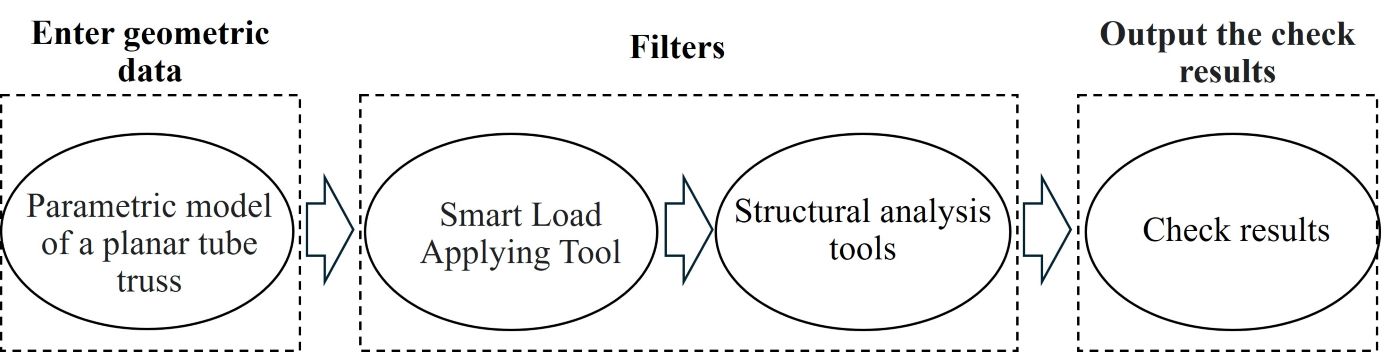 Enter geometric
data
Filters
Output the check
results
Parametric model
of a planar tube
truss
Smart Load
Applying Tool
Structural analysis
tools
Check results